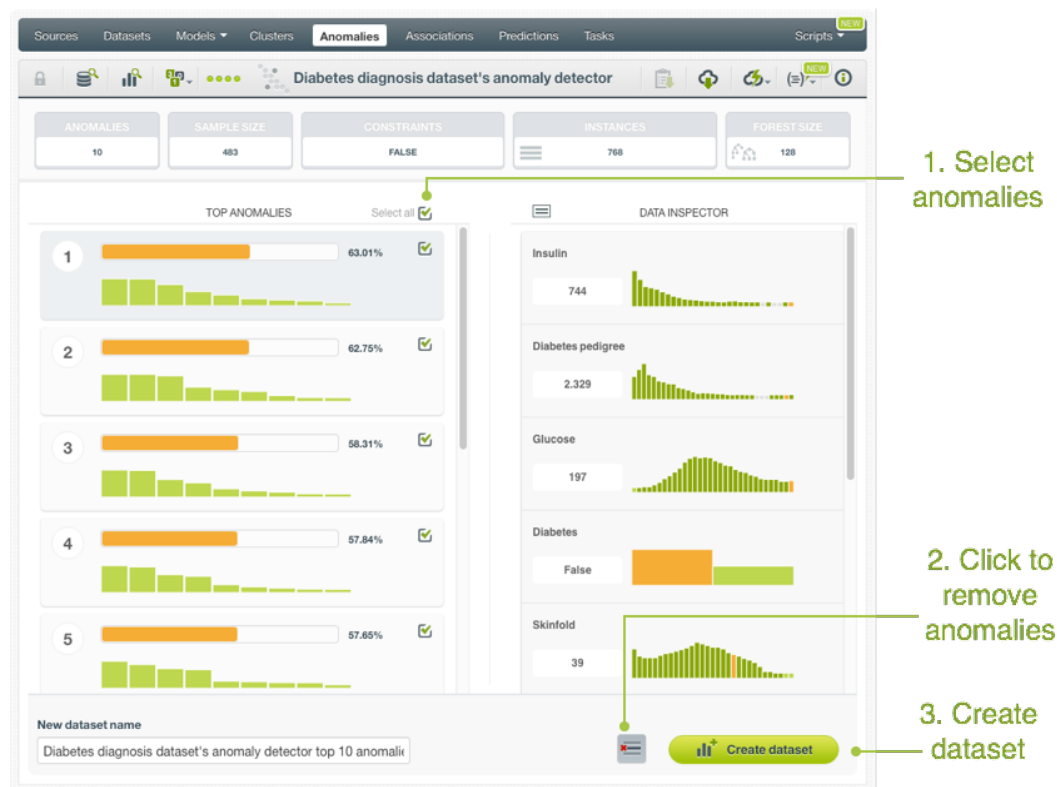 NEW
Sources Datasets Models Clusters Anomalies Associations Predictions Tasks Scripts
Diabetes diagnosis dataset's anomaly detector
NEW
ANOMALIES SAMPLE SIZE CONSTRAINTS INSTANCES FOREST SIZE
10 483 FALSE 768 128
1. Select
anomalies
TOP ANOMALIES Select all DATA INSPECTOR
1 63.01%
Insulin
744
2 62.75%
Diabetes pedigree
2.329
3 58.31%
Glucose
197
4 57.84%
Diabetes
False
5 57.65%
Skinfold
39
2. Click to
remove
anomalies
New dataset name
Diabetes diagnosis dataset's anomaly detector top 10 anomalie
Create dataset
3. Create
dataset